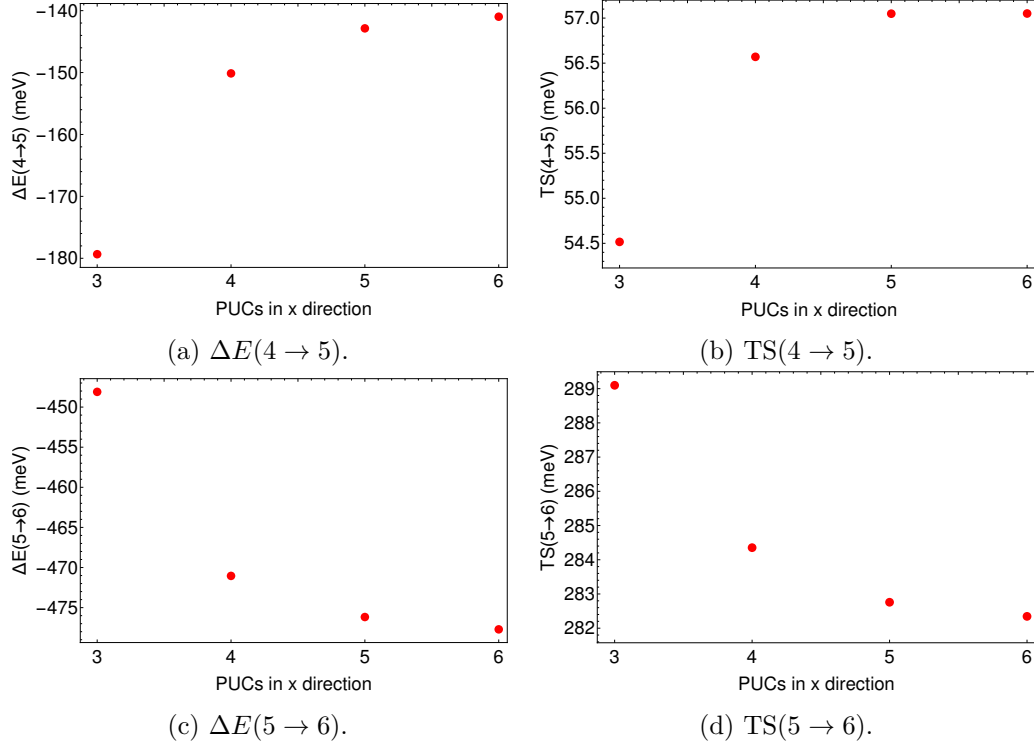 ΔE(4→5) (meV)
−140
−150
−160
−170
−180
3 4 5 6
PUCs in x direction
(a) ΔE(4 → 5).
TS(4→5) (meV)
57.0
56.5
56.0
55.5
55.0
54.5
3 4 5 6
PUCs in x direction
(b) TS(4 → 5).
ΔE(5→6) (meV)
−450
−455
−460
−465
−470
−475
3 4 5 6
PUCs in x direction
(c) ΔE(5 → 6).
TS(5→6) (meV)
289
288
287
286
285
284
283
282
3 4 5 6
PUCs in x direction
(d) TS(5 → 6).